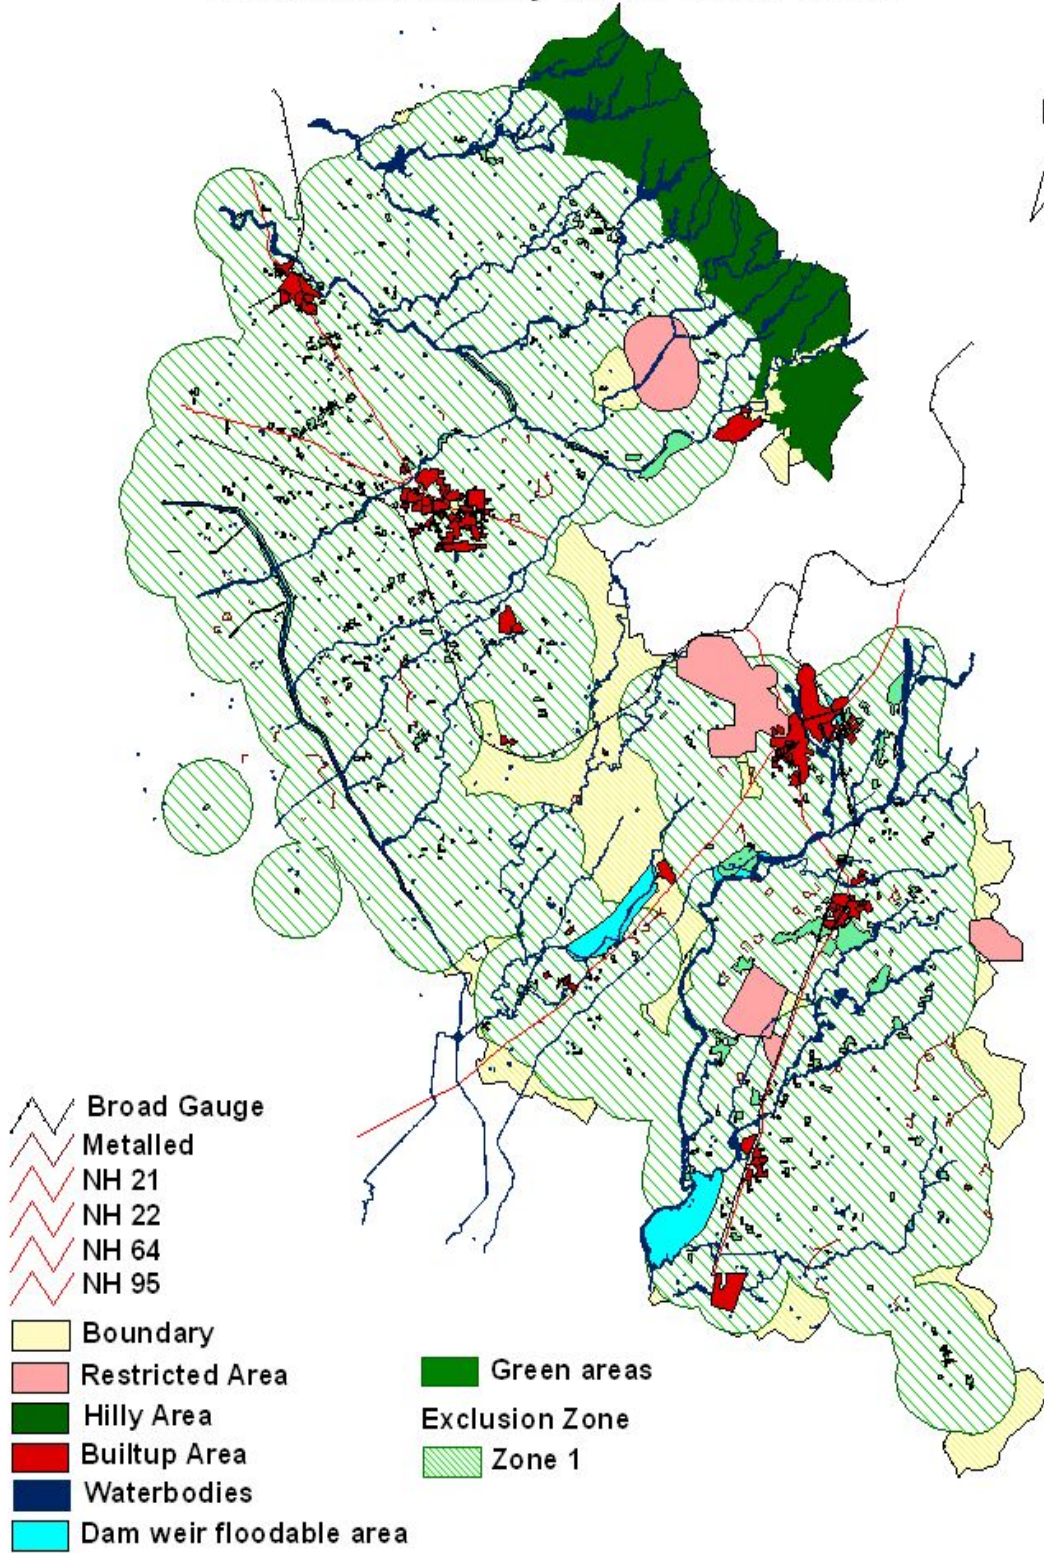 Broad Gauge
Metalled
NH 21
NH 22
NH 64
NH 95
Boundary
Restricted Area
Hilly Area
Builtup Area
Waterbodies
Dam weir floodable area
Green areas
Exclusion Zone
Zone 1